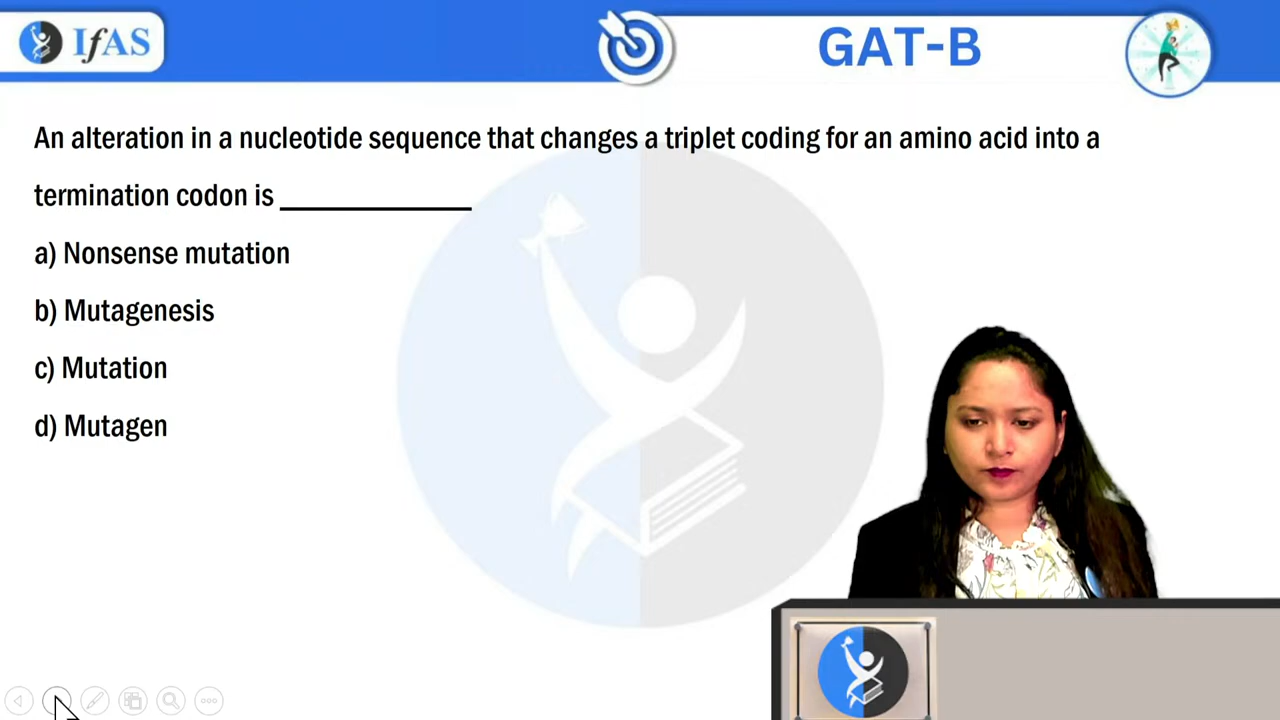 IfAS
GAT-B
An alteration in a nucleotide sequence that changes a triplet coding for an amino acid into a
termination codon is ______________
a) Nonsense mutation
b) Mutagenesis
c) Mutation
d) Mutagen